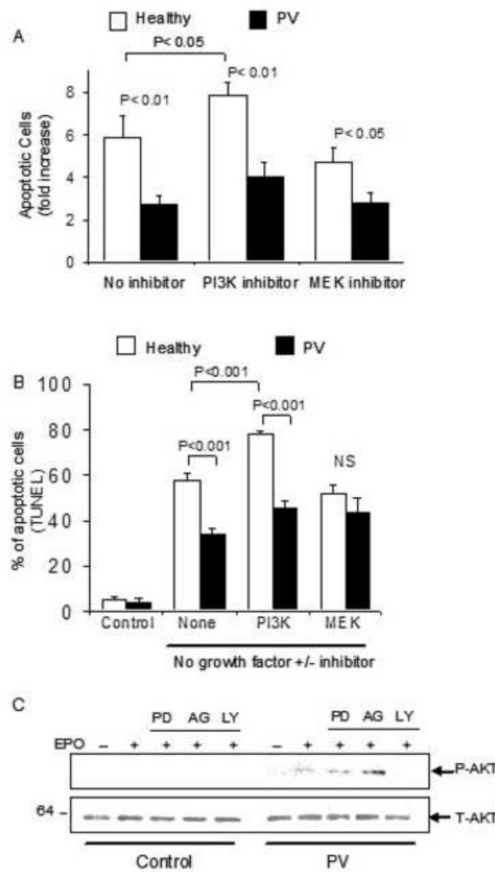 A
Healthy PV
P< 0.05
P< 0.01 P< 0.01 P< 0.05
Apoptotic Cells
(fold increase)
8
6
4
2
0
No inhibitor PI3K inhibitor MEK inhibitor
Healthy PV
B
P<0.001
P<0.001 P<0.001 NS
% of apoptotic cells
(TUNEL)
100
80
60
40
20
0
Control None PI3K MEK
No growth factor +/- inhibitor
C
PD AG LY PD AG LY
EPO – + + + + – + + + +
P-AKT
64 –
T-AKT
Control PV